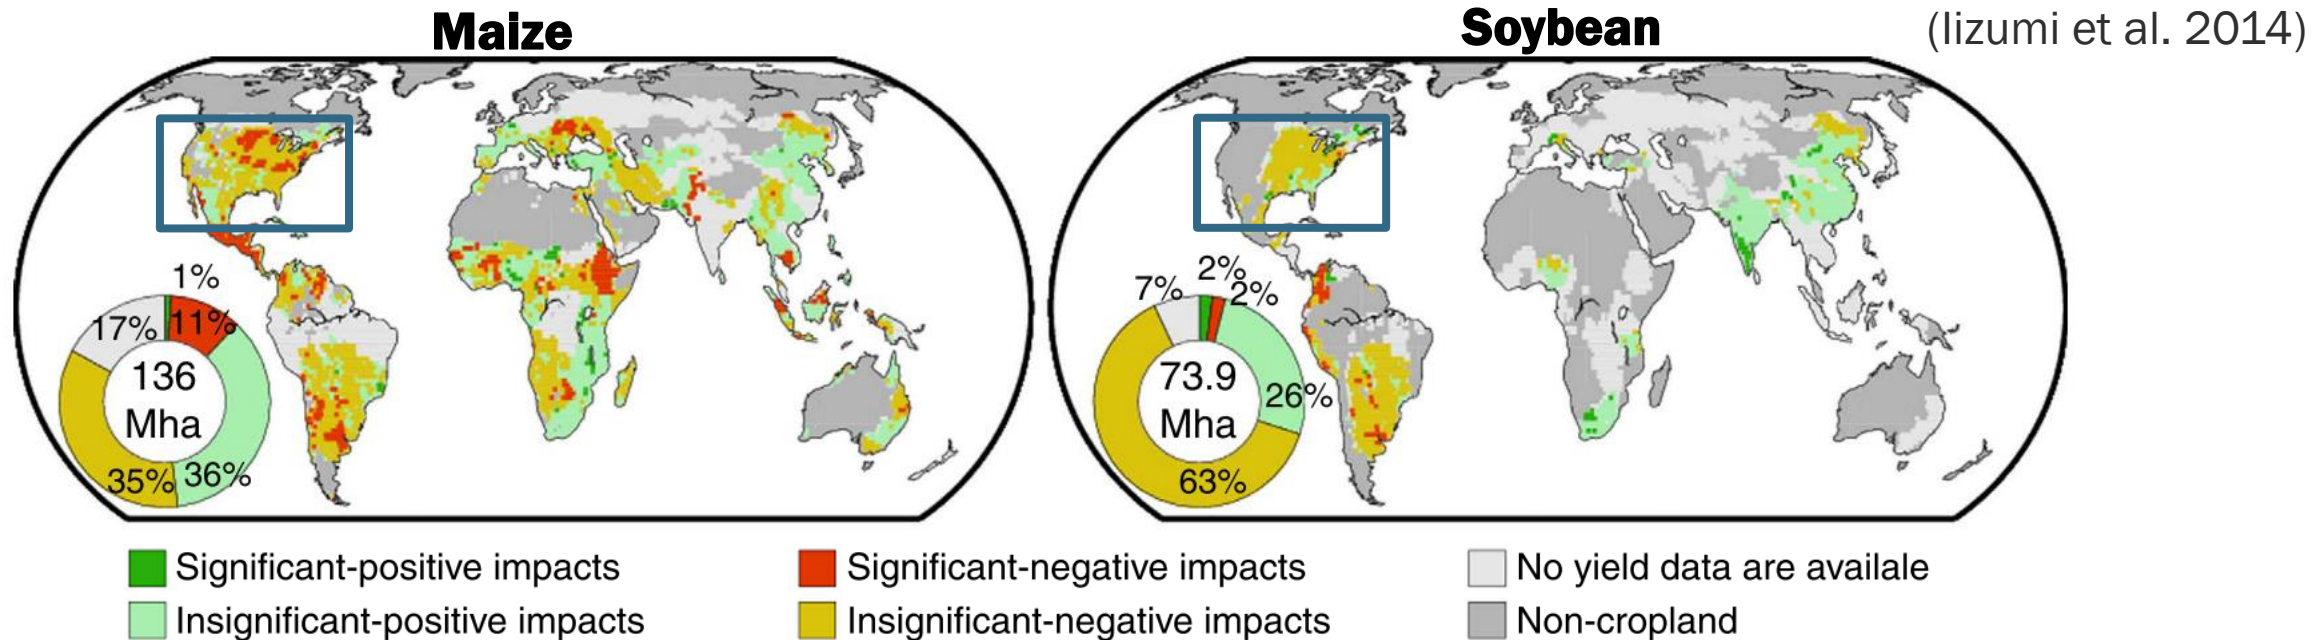 Maize
Soybean
(Iizumi et al. 2014)
1%
11%
17%
136
Mha
35%
36%
7%
2%
2%
73.9
Mha
26%
63%
Significant-positive impacts
Significant-negative impacts
No yield data are availale
Insignificant-positive impacts
Insignificant-negative impacts
Non-cropland